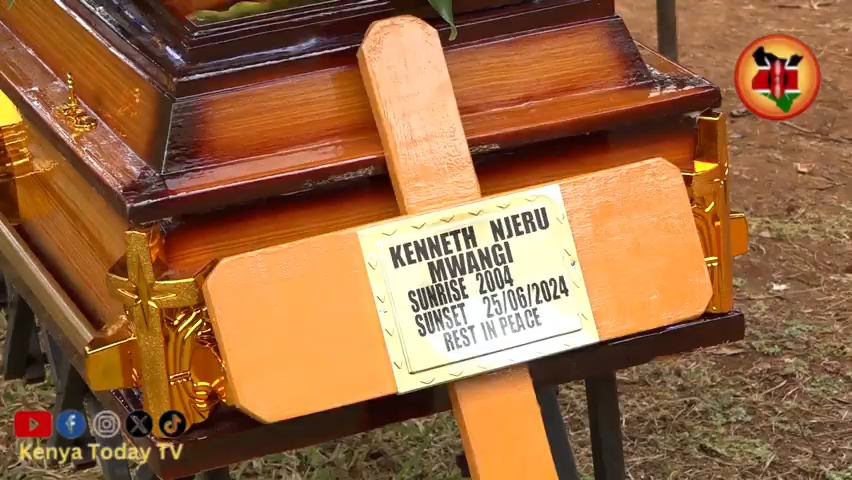 KENNETH NJERU
MWANGI
SUNRISE 2004
SUNSET 25/06/2024
REST IN PEACE
Kenya Today TV